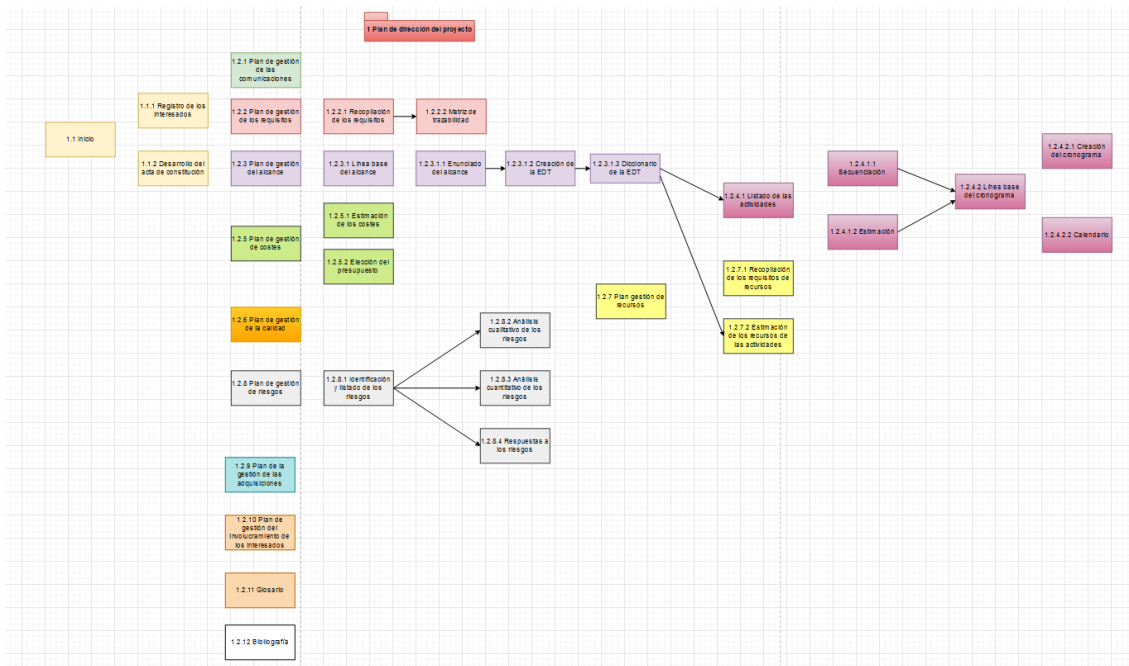 1 Plan de dirección del proyecto
1.2.1 Plan de gestión
de las
comunicaciones
1.1.1 Registro de los
interesados
1.2.2 Plan de gestión
de los requisitos
1.2.2.1 Recopilación
de los requisitos
1.2.2.2 Matriz de
trazabilidad
1.1 Inicio
1.1.2 Desarrollo del
acta de constitución
1.2.3 Plan de gestión
del alcance
1.2.3.1 Línea base
del alcance
1.2.3.1.1 Enunciado
del alcance
1.2.3.1.2 Creación de
la EDT
1.2.3.1.3 Diccionario
de la EDT
1.2.4.1 Listado de las
actividades
1.2.4.1.1
Secuenciación
1.2.4.1.2 Estimación
1.2.4.2 Línea base
del cronograma
1.2.4.2.1 Creación
del cronograma
1.2.4.2.2 Calendario
1.2.5 Plan de gestión
de costes
1.2.5.1 Estimación
de los costes
1.2.5.2 Elección del
presupuesto
1.2.7 Plan gestión de
recursos
1.2.7.1 Recopilación
de los requisitos de
recursos
1.2.7.2 Estimación
de los recursos de
las actividades
1.2.6 Plan de gestión
de la calidad
1.2.8 Plan de gestión
de riesgos
1.2.8.1 Identificación
y listado de los
riesgos
1.2.8.2 Análisis
cualitativo de los
riesgos
1.2.8.3 Análisis
cuantitativo de los
riesgos
1.2.8.4 Respuestas a
los riesgos
1.2.9 Plan de la
gestión de las
adquisiciones
1.2.10 Plan de
gestión del
involucramiento de
los interesados
1.2.11 Glosario
1.2.12 Bibliografía